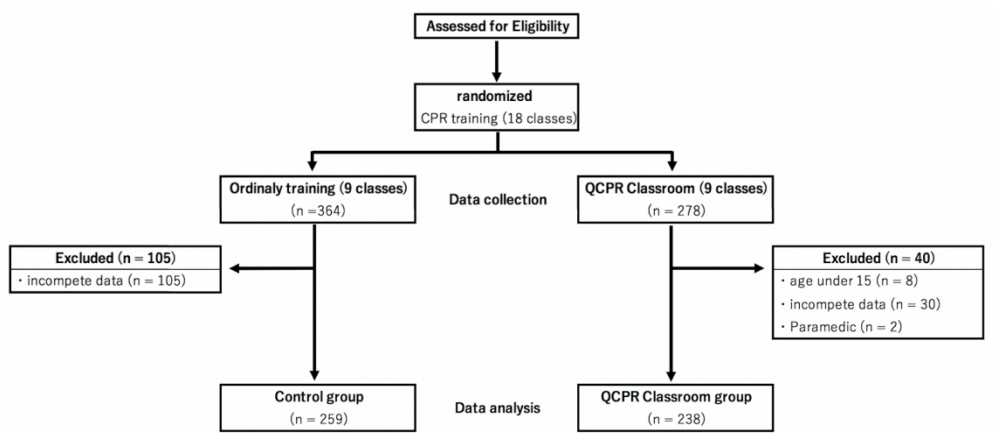 Assessed for Eligibility
randomized
CPR training (18 classes)
Ordinaly training (9 classes)
(n =364)
Data collection
QCPR Classroom (9 classes)
(n = 278)
Excluded (n = 105)
・incompete data (n = 105)
Excluded (n = 40)
・age under 15 (n = 8)
・incompete data (n = 30)
・Paramedic (n = 2)
Control group
(n = 259)
Data analysis
QCPR Classroom group
(n = 238)